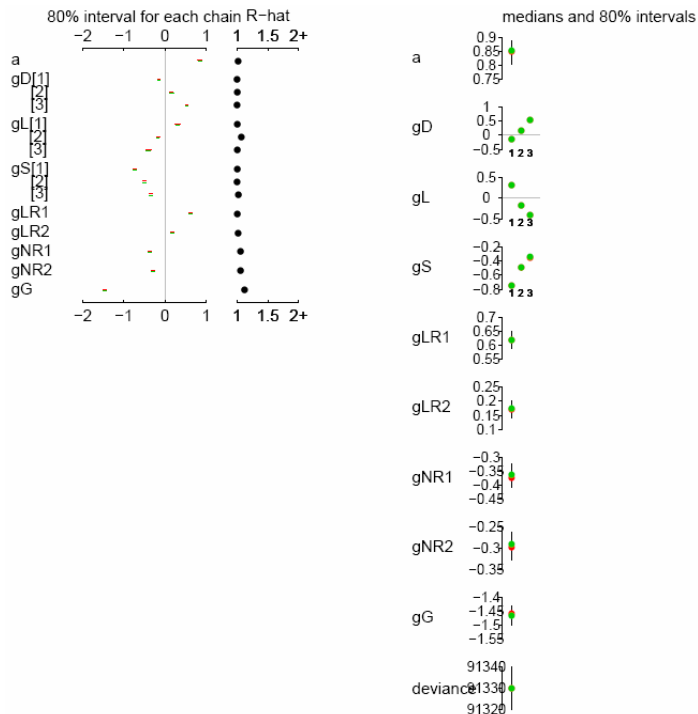 80% interval for each chain R-hat
−2 −1 0 1 1 1.5 2+
a
gD[1]
[2]
[3]
gL[1]
[2]
[3]
gS[1]
[2]
[3]
gLR1
gLR2
gNR1
gNR2
gG
−2 −1 0 1 1 1.5 2+
medians and 80% intervals
0.9
0.85
a
0.8
0.75
1
0.5
gD
0
−0.5
1 2 3
0.5
gL
0
−0.5
1 2 3
−0.2
−0.4
gS
−0.6
−0.8
1 2 3
0.7
0.65
gLR1
0.6
0.55
0.25
0.2
gLR2
0.15
0.1
−0.3
−0.35
gNR1
−0.4
−0.45
−0.25
gNR2
−0.3
−0.35
−1.4
−1.45
gG
−1.5
−1.55
91340
deviance
91330
91320